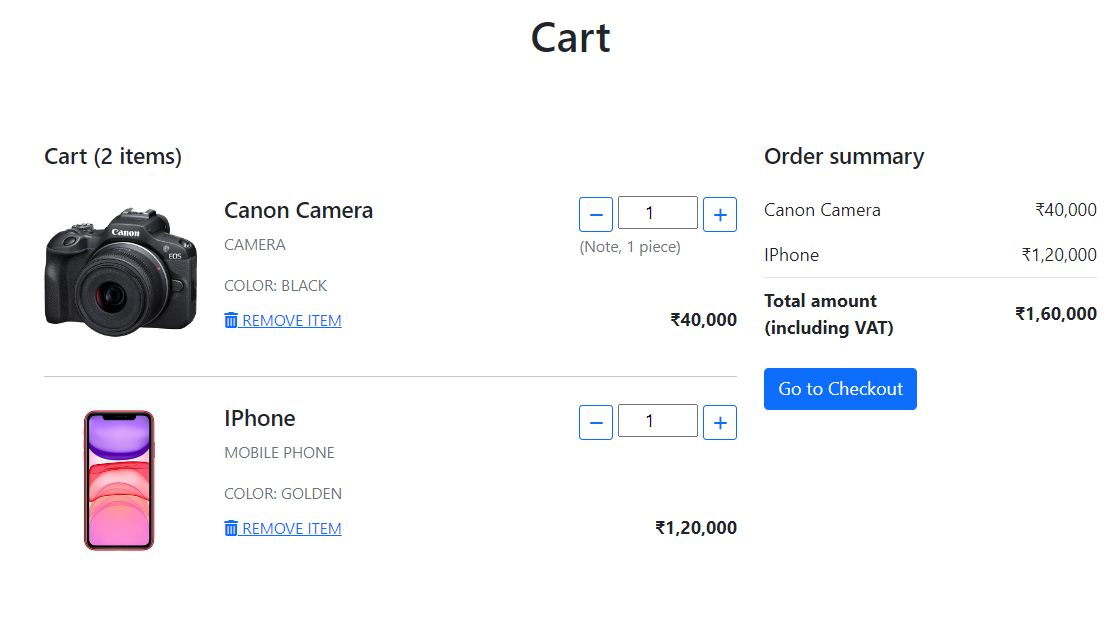 Cart
Cart (2 items)
Canon
EOS
Canon Camera
CAMERA
COLOR: BLACK
REMOVE ITEM
− 1 +
(Note, 1 piece)
₹40,000
IPhone
MOBILE PHONE
COLOR: GOLDEN
REMOVE ITEM
− 1 +
₹1,20,000
Order summary
Canon Camera ₹40,000
IPhone ₹1,20,000
Total amount
(including VAT) ₹1,60,000
Go to Checkout